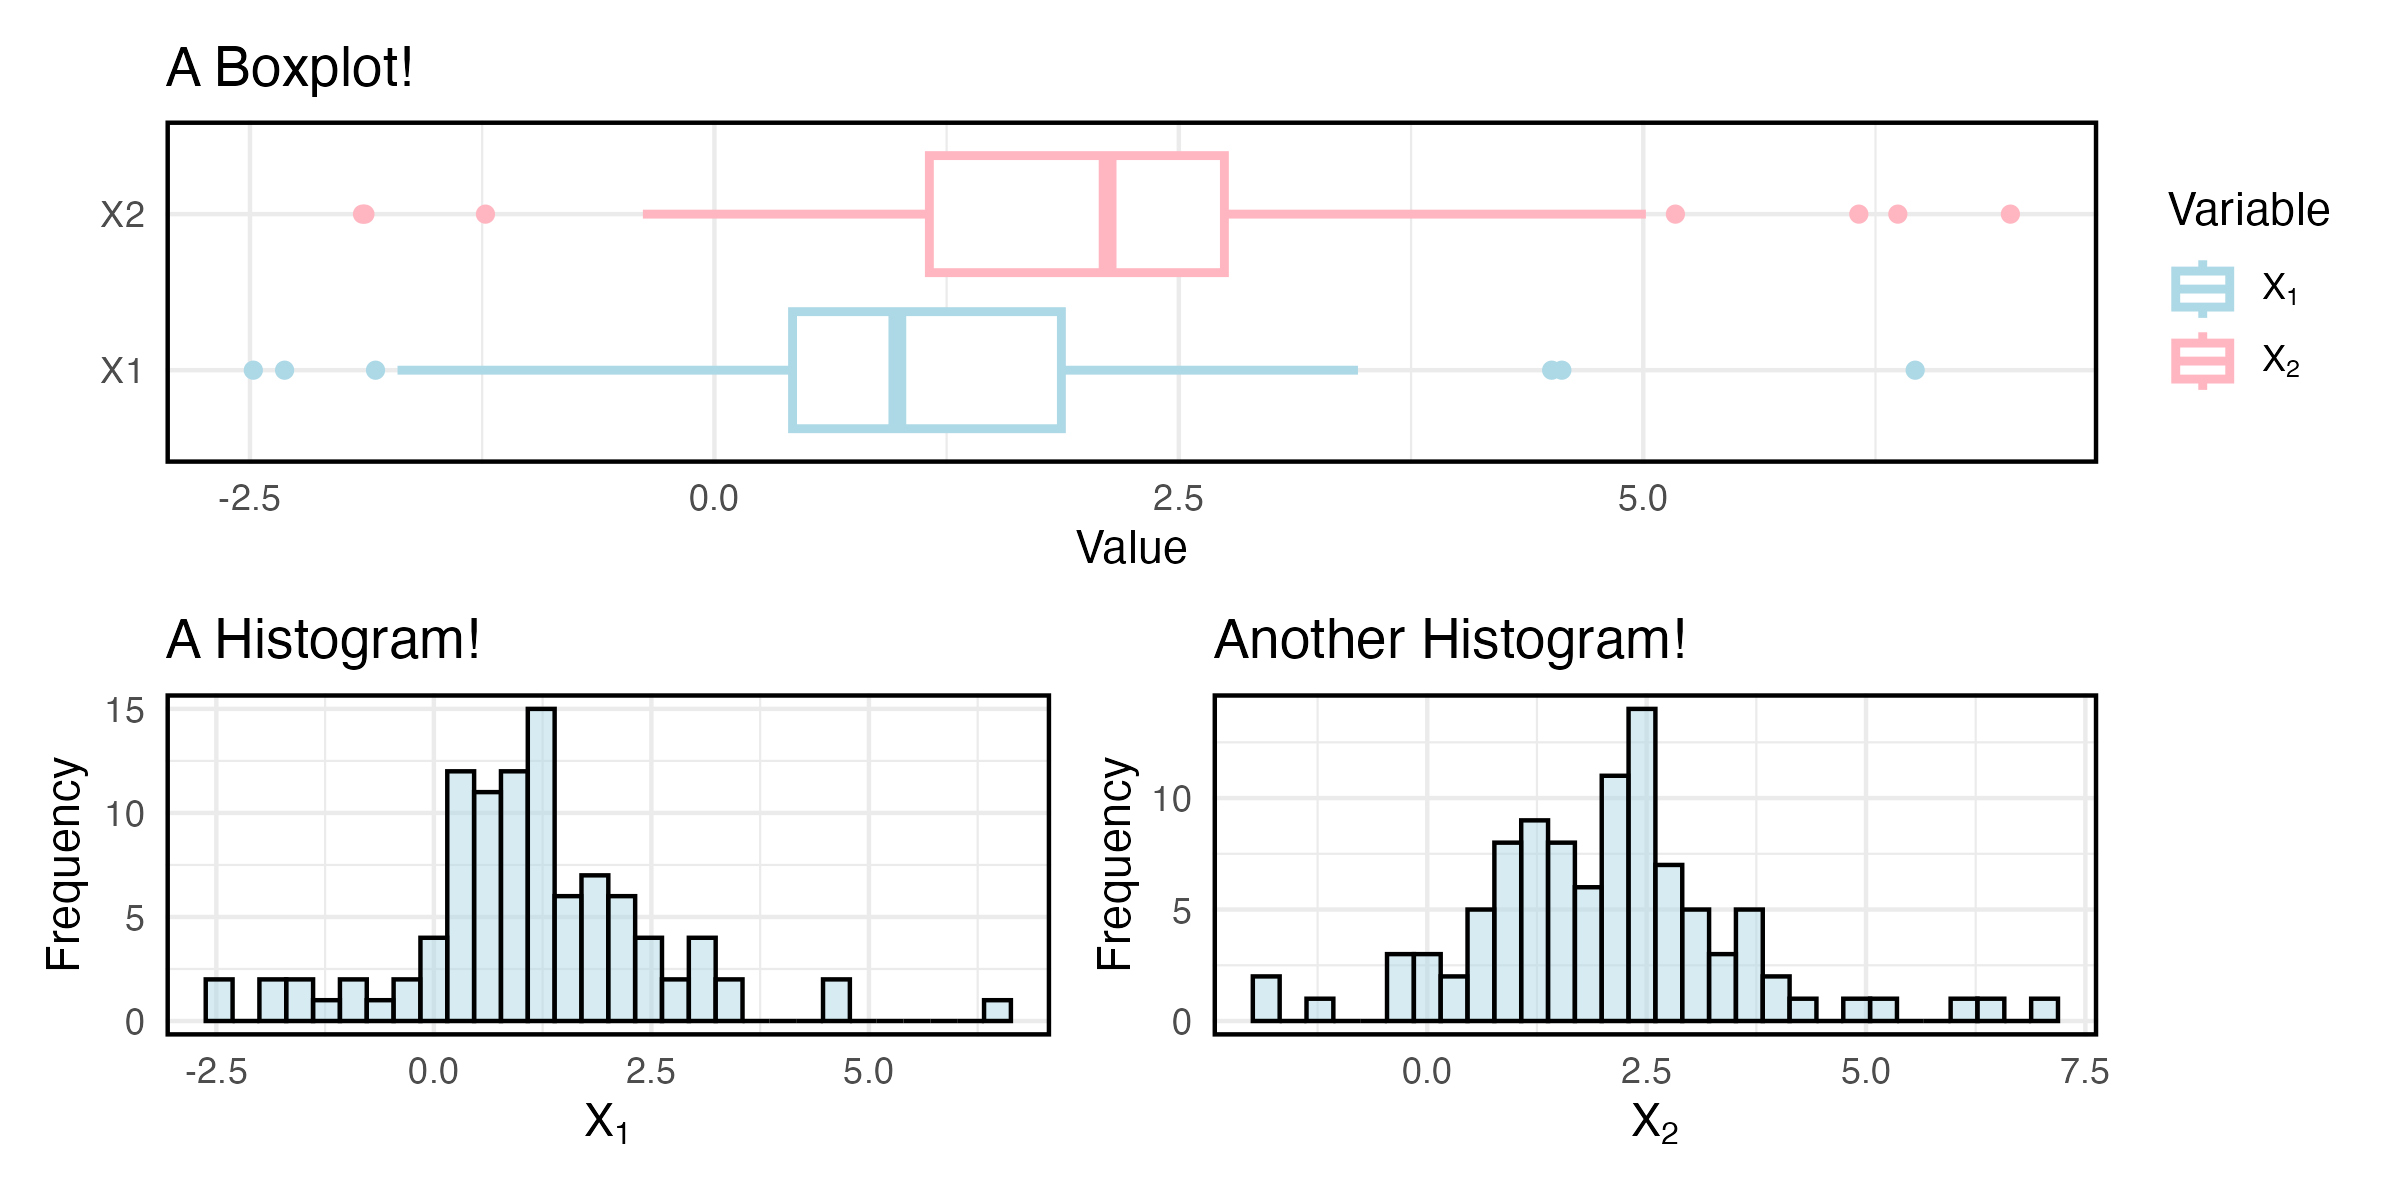 A Boxplot!
X2
X1
-2.5 0.0 2.5 5.0
Value
Variable
X₁
X₂
A Histogram!
15
10
5
0
Frequency
-2.5 0.0 2.5 5.0
X₁
Another Histogram!
10
5
0
Frequency
0.0 2.5 5.0 7.5
X₂